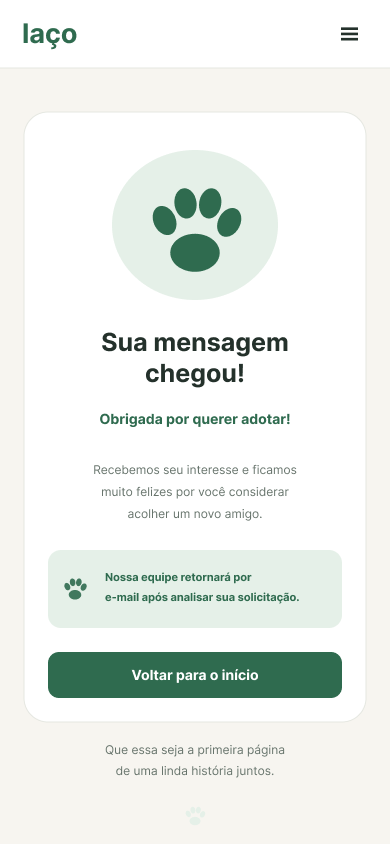 laço
Sua mensagem
chegou!
Obrigada por querer adotar!
Recebemos seu interesse e ficamos
muito felizes por você considerar
acolher um novo amigo.
Nossa equipe retornará por
e-mail após analisar sua solicitação.
Voltar para o início
Que essa seja a primeira página
de uma linda história juntos.